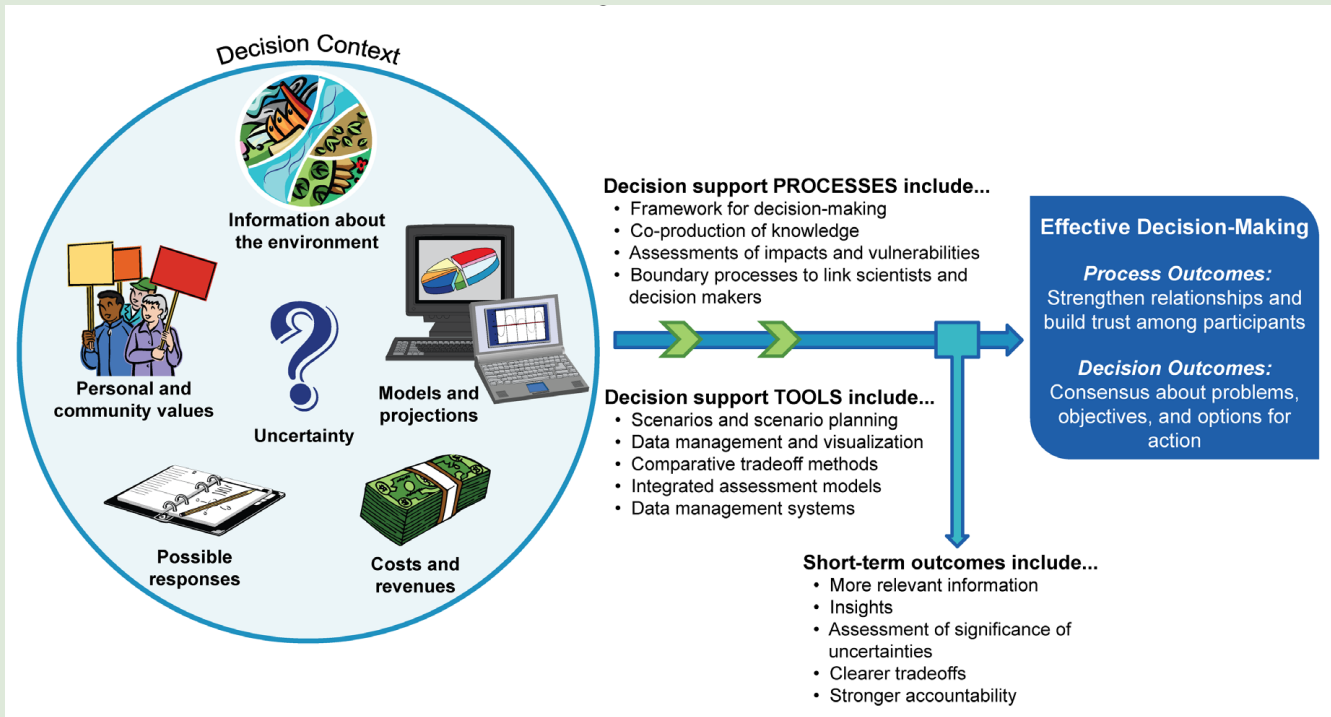 Decision Context
Information about
the environment
Personal and
community values
Uncertainty
Models and
projections
Possible
responses
Costs and
revenues
Decision support PROCESSES include...
• Framework for decision-making
• Co-production of knowledge
• Assessments of impacts and vulnerabilities
• Boundary processes to link scientists and
decision makers
Decision support TOOLS include...
• Scenarios and scenario planning
• Data management and visualization
• Comparative tradeoff methods
• Integrated assessment models
• Data management systems
Short-term outcomes include...
• More relevant information
• Insights
• Assessment of significance of
uncertainties
• Clearer tradeoffs
• Stronger accountability
Effective Decision-Making
Process Outcomes:
Strengthen relationships and
build trust among participants
Decision Outcomes:
Consensus about problems,
objectives, and options for
action